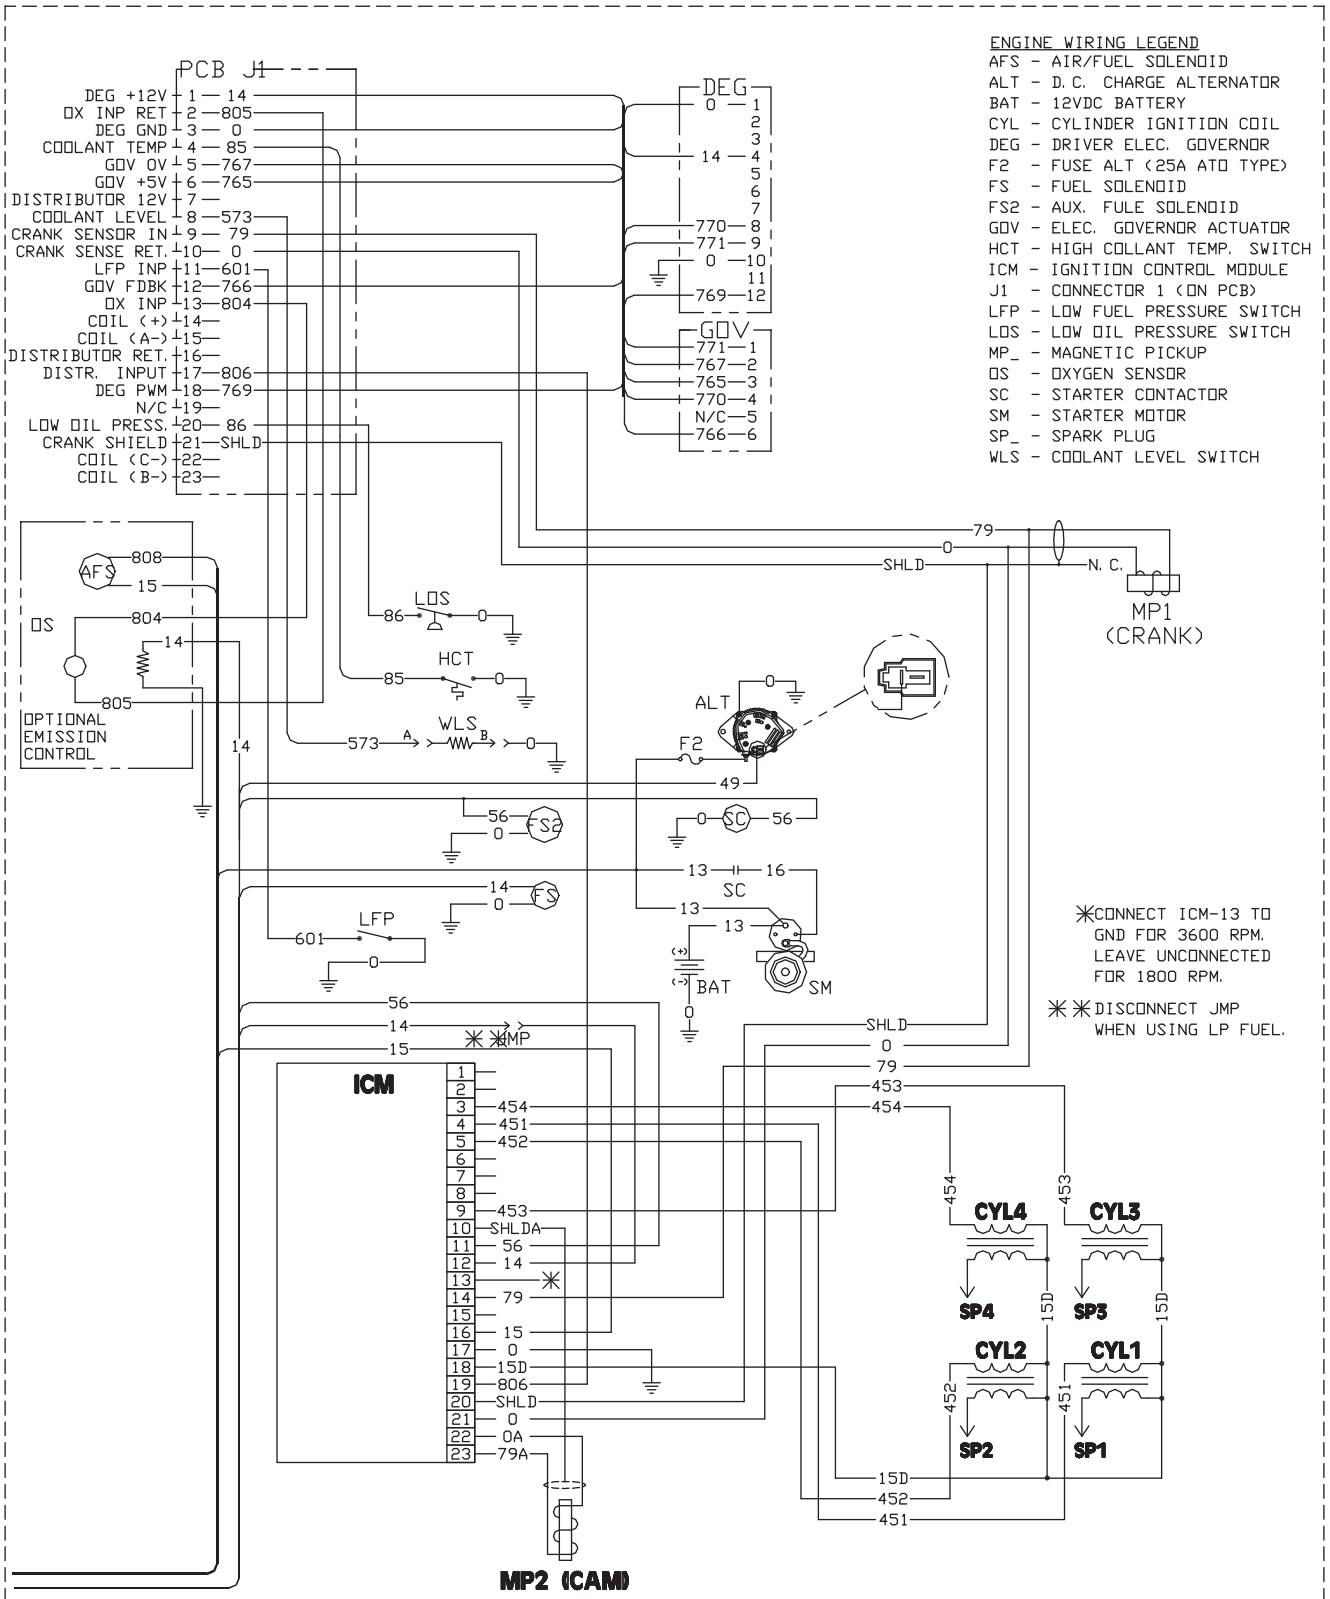 PCB J1
DEG +12V 1 14
OX INP RET 2 805
DEG GND 3 0
COOLANT TEMP 4 85
GOV 0V 5 767
GOV +5V 6 765
DISTRIBUTOR 12V 7
COOLANT LEVEL 8 573
CRANK SENSOR IN 9 79
CRANK SENSE RET. 10 0
LFP INP 11 601
GOV FDBK 12 766
OX INP 13 804
COIL (+) 14
COIL (A-) 15
DISTRIBUTOR RET. 16
DISTR. INPUT 17 806
DEG PWM 18 769
N/C 19
LOW OIL PRESS. 20 86
CRANK SHIELD 21 SHLD
COIL (C-) 22
COIL (B-) 23
DEG
0 1
2
3
14 4
5
6
7
770 8
771 9
0 10
11
769 12
GOV
771 1
767 2
765 3
770 4
N/C 5
766 6
ENGINE WIRING LEGEND
AFS - AIR/FUEL SOLENOID
ALT - D.C. CHARGE ALTERNATOR
BAT - 12VDC BATTERY
CYL - CYLINDER IGNITION COIL
DEG - DRIVER ELEC. GOVERNOR
F2 - FUSE ALT (25A ATO TYPE)
FS - FUEL SOLENOID
FS2 - AUX. FULE SOLENOID
GOV - ELEC. GOVERNOR ACTUATOR
HCT - HIGH COLLANT TEMP. SWITCH
ICM - IGNITION CONTROL MODULE
J1 - CONNECTOR 1 (ON PCB)
LFP - LOW FUEL PRESSURE SWITCH
LOS - LOW OIL PRESSURE SWITCH
MP_ - MAGNETIC PICKUP
OS - OXYGEN SENSOR
SC - STARTER CONTACTOR
SM - STARTER MOTOR
SP_ - SPARK PLUG
WLS - COOLANT LEVEL SWITCH
79
0
SHLD N.C.
MP1
(CRANK)
AFS
808
15
OS
804
14
805
OPTIONAL
EMISSION
CONTROL
14
LOS
86 0
HCT
85 0
WLS
573 A B 0
ALT
0
F2
49
56
FS2
0
0 SC 56
13 16
SC
14
FS
0
13
13
LFP
601
0
(+)
(-)
BAT
0
SM
✳CONNECT ICM-13 TO
GND FOR 3600 RPM.
LEAVE UNCONNECTED
FOR 1800 RPM.
✳✳DISCONNECT JMP
WHEN USING LP FUEL.
56
14
✳✳JMP
15
SHLD
0
79
453
454
ICM
1
2
3 454
4 451
5 452
6
7
8
9 453
10 SHLDA
11 56
12 14
13 ✳
14 79
15
16 15
17 0
18 15D
19 806
20 SHLD
21 0
22 0A
23 79A
454
453
CYL4
CYL3
SP4
SP3
15D
15D
CYL2
CYL1
452
451
SP2
SP1
15D
452
451
MP2 (CAM)